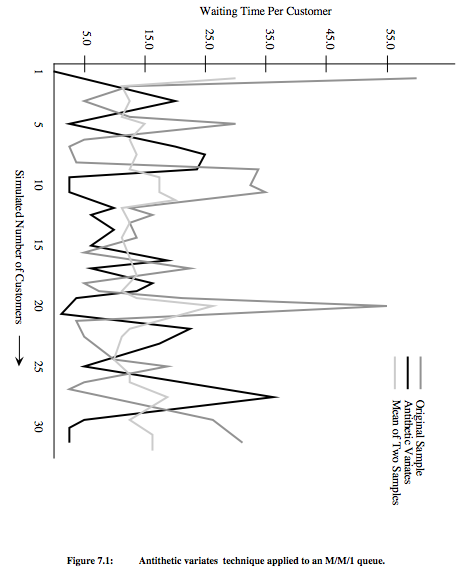 Waiting Time Per Customer
5.0 15.0 25.0 35.0 45.0 55.0
1
5
10
15
20
25
30
Simulated Number of Customers
Original Sample
Antithetic Variates
Mean of Two Samples
Figure 7.1: Antithetic variates technique applied to an M/M/1 queue.